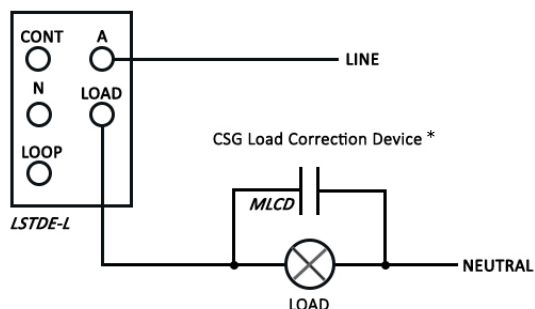 CONT A
LINE
N LOAD
CSG Load Correction Device *
LOOP
MLCD
LSTDE-L
NEUTRAL
LOAD